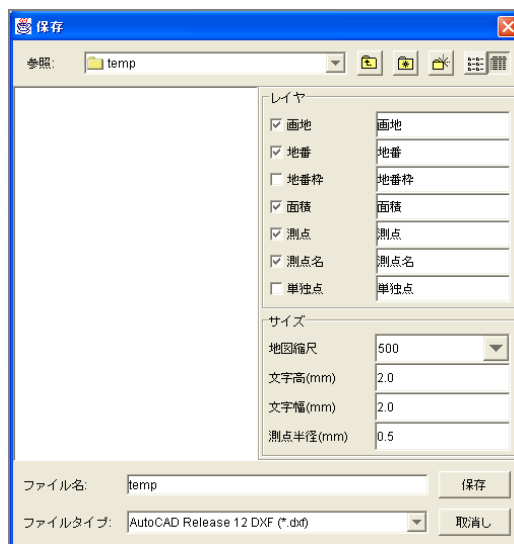 保存
参照: temp
レイヤ
画地 画地
地番 地番
地番枠 地番枠
面積 面積
測点 測点
測点名 測点名
単独点 単独点
サイズ
地図縮尺 500
文字高(mm) 2.0
文字幅(mm) 2.0
測点半径(mm) 0.5
ファイル名: temp 保存
ファイルタイプ: AutoCAD Release 12 DXF (*.dxf) 取消し